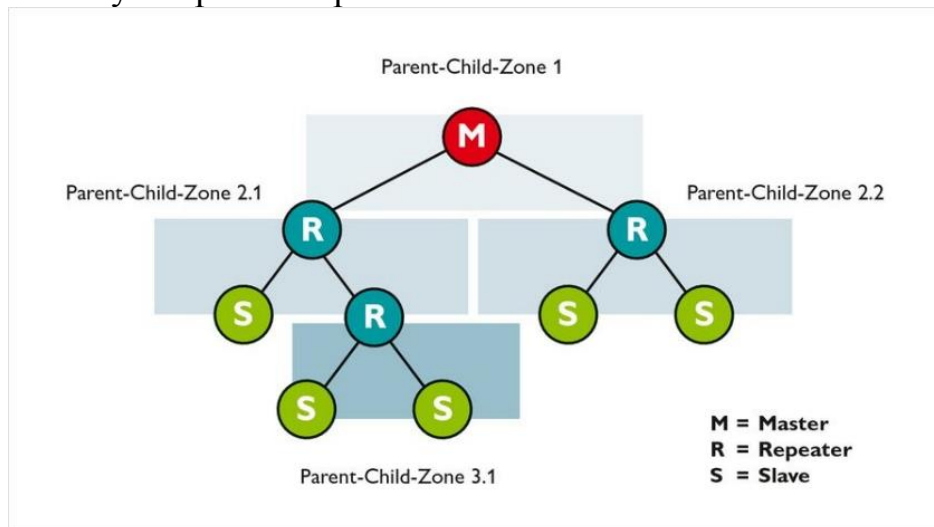 Parent-Child-Zone 1
M
Parent-Child-Zone 2.1
Parent-Child-Zone 2.2
R
R
S
R
S
S
S
S
M = Master
R = Repeater
S = Slave
Parent-Child-Zone 3.1